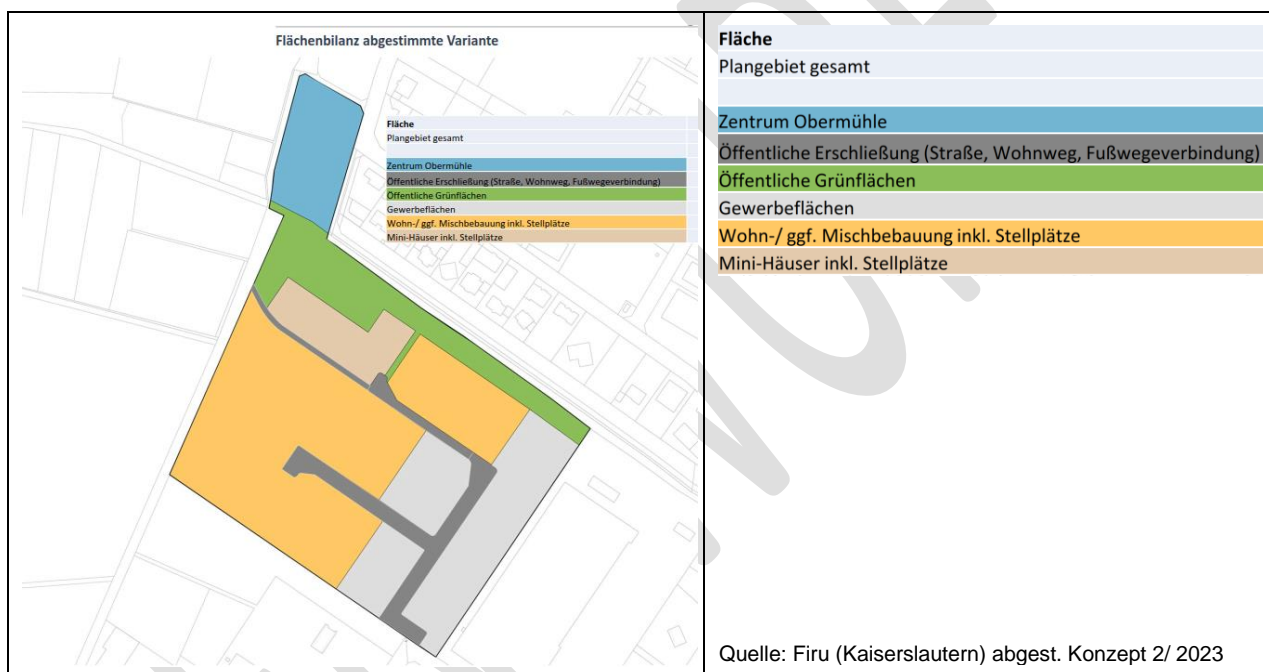 Flächenbilanz abgestimmte Variante
Fläche
Plangebiet gesamt
Zentrum Obermühle
Öffentliche Erschließung (Straße, Wohnweg, Fußwegeverbindung)
Öffentliche Grünflächen
Gewerbeflächen
Wohn-/ ggf. Mischbebauung inkl. Stellplätze
Mini-Häuser inkl. Stellplätze
Fläche
Plangebiet gesamt
Zentrum Obermühle
Öffentliche Erschließung (Straße, Wohnweg, Fußwegeverbindung)
Öffentliche Grünflächen
Gewerbeflächen
Wohn-/ ggf. Mischbebauung inkl. Stellplätze
Mini-Häuser inkl. Stellplätze
Quelle: Firu (Kaiserslautern) abgest. Konzept 2/ 2023